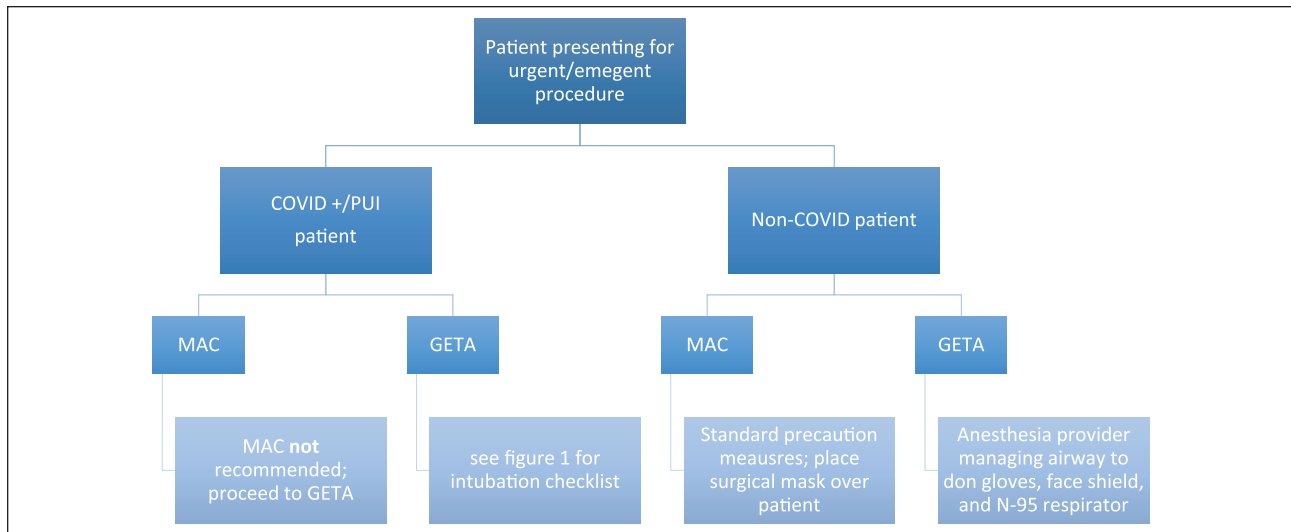 Patient presenting for
urgent/emegent
procedure
COVID +/PUI
patient
Non-COVID patient
MAC
GETA
MAC
GETA
MAC not
recommended;
proceed to GETA
see figure 1 for
intubation checklist
Standard precaution
meausres; place
surgical mask over
patient
Anesthesia provider
managing airway to
don gloves, face shield,
and N-95 respirator